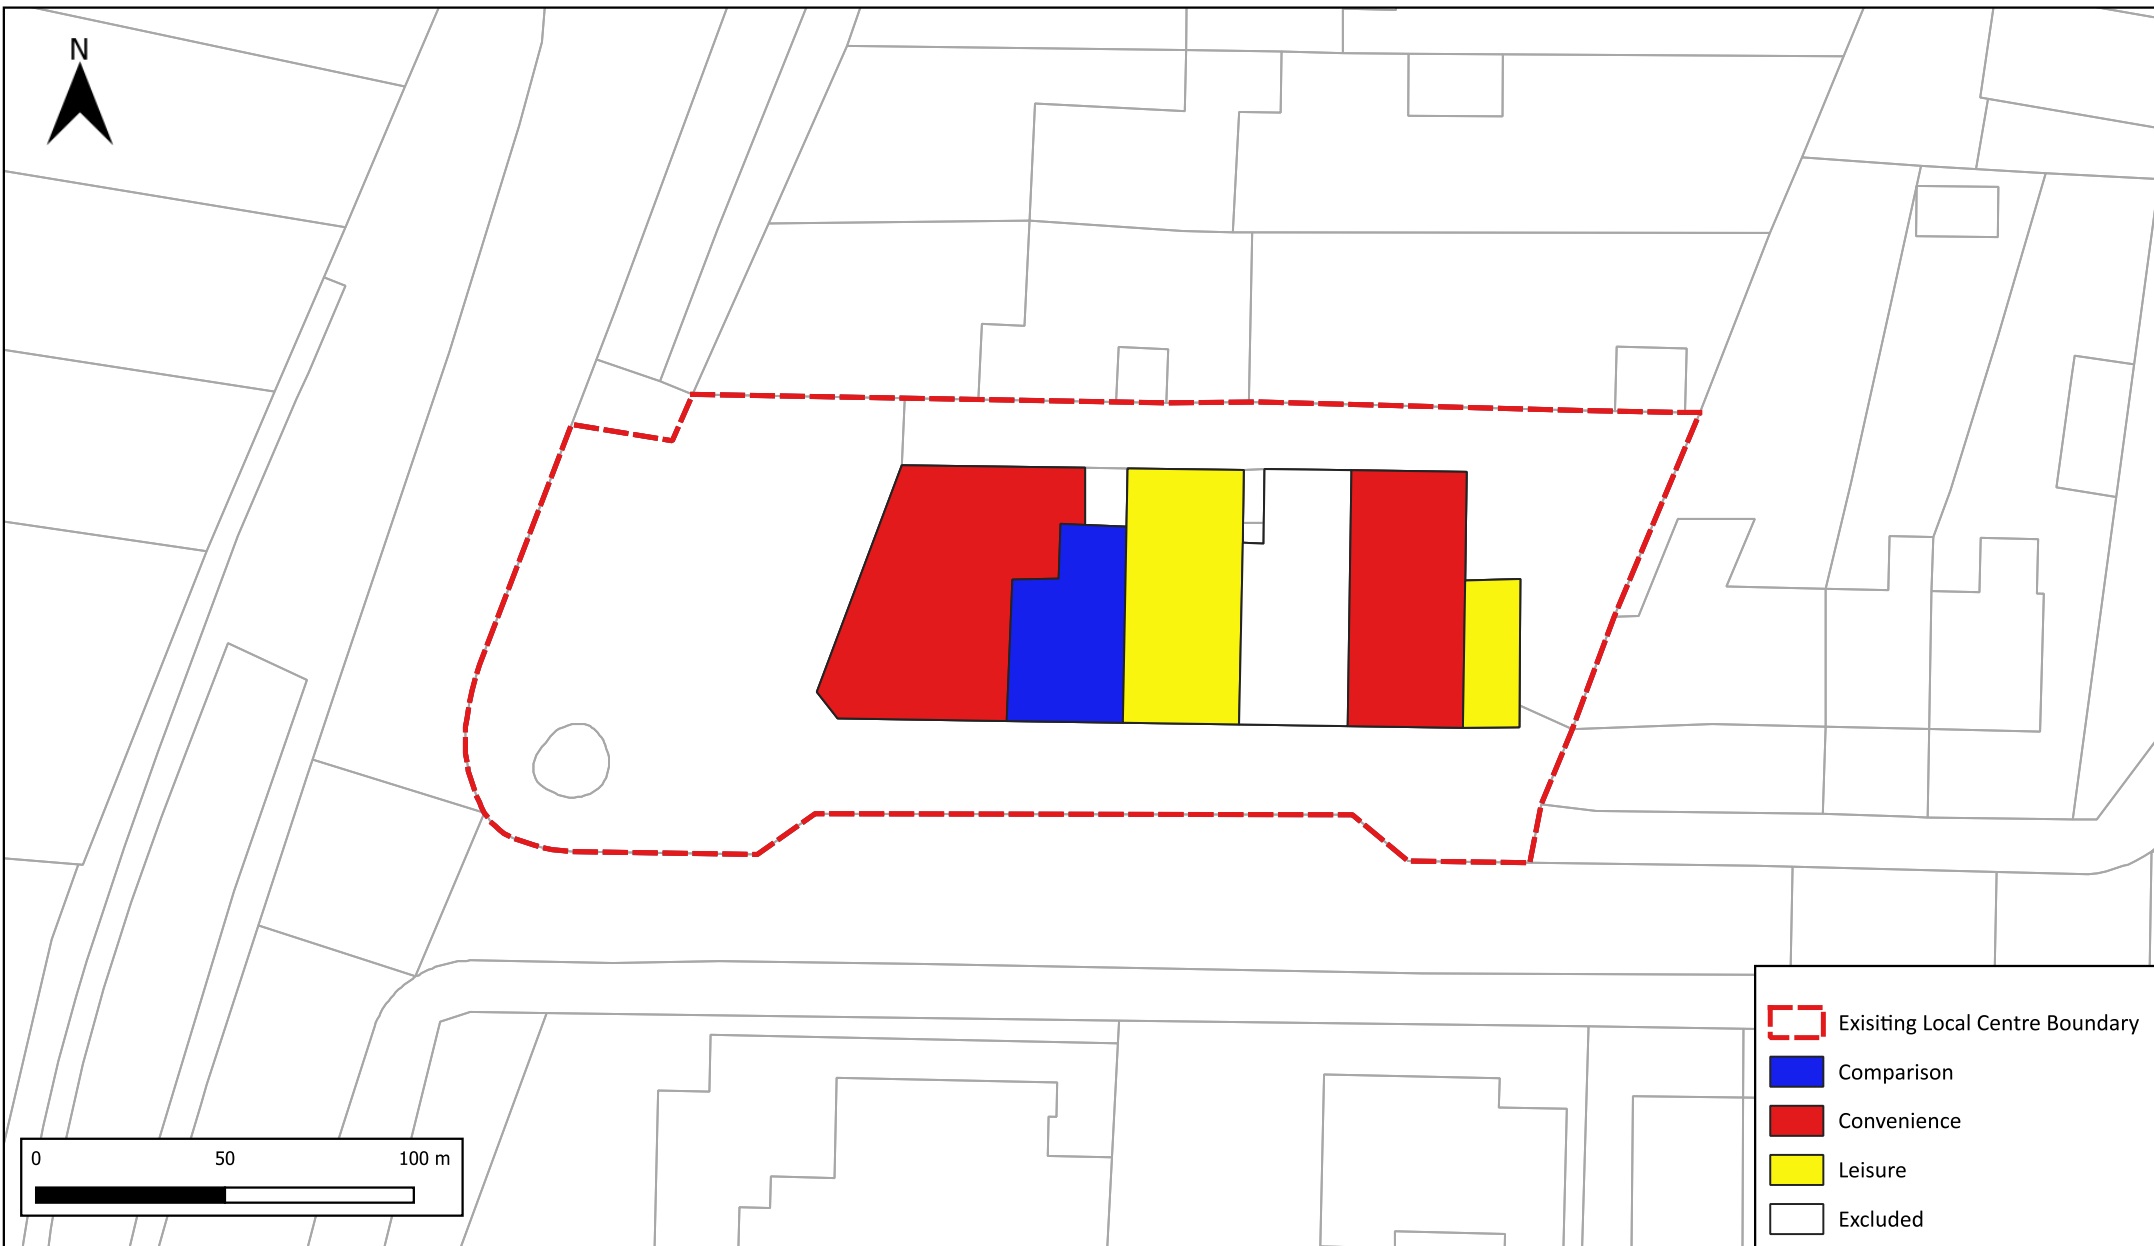 N
Exisiting Local Centre Boundary
Comparison
Convenience
Leisure
Excluded
0 50 100 m